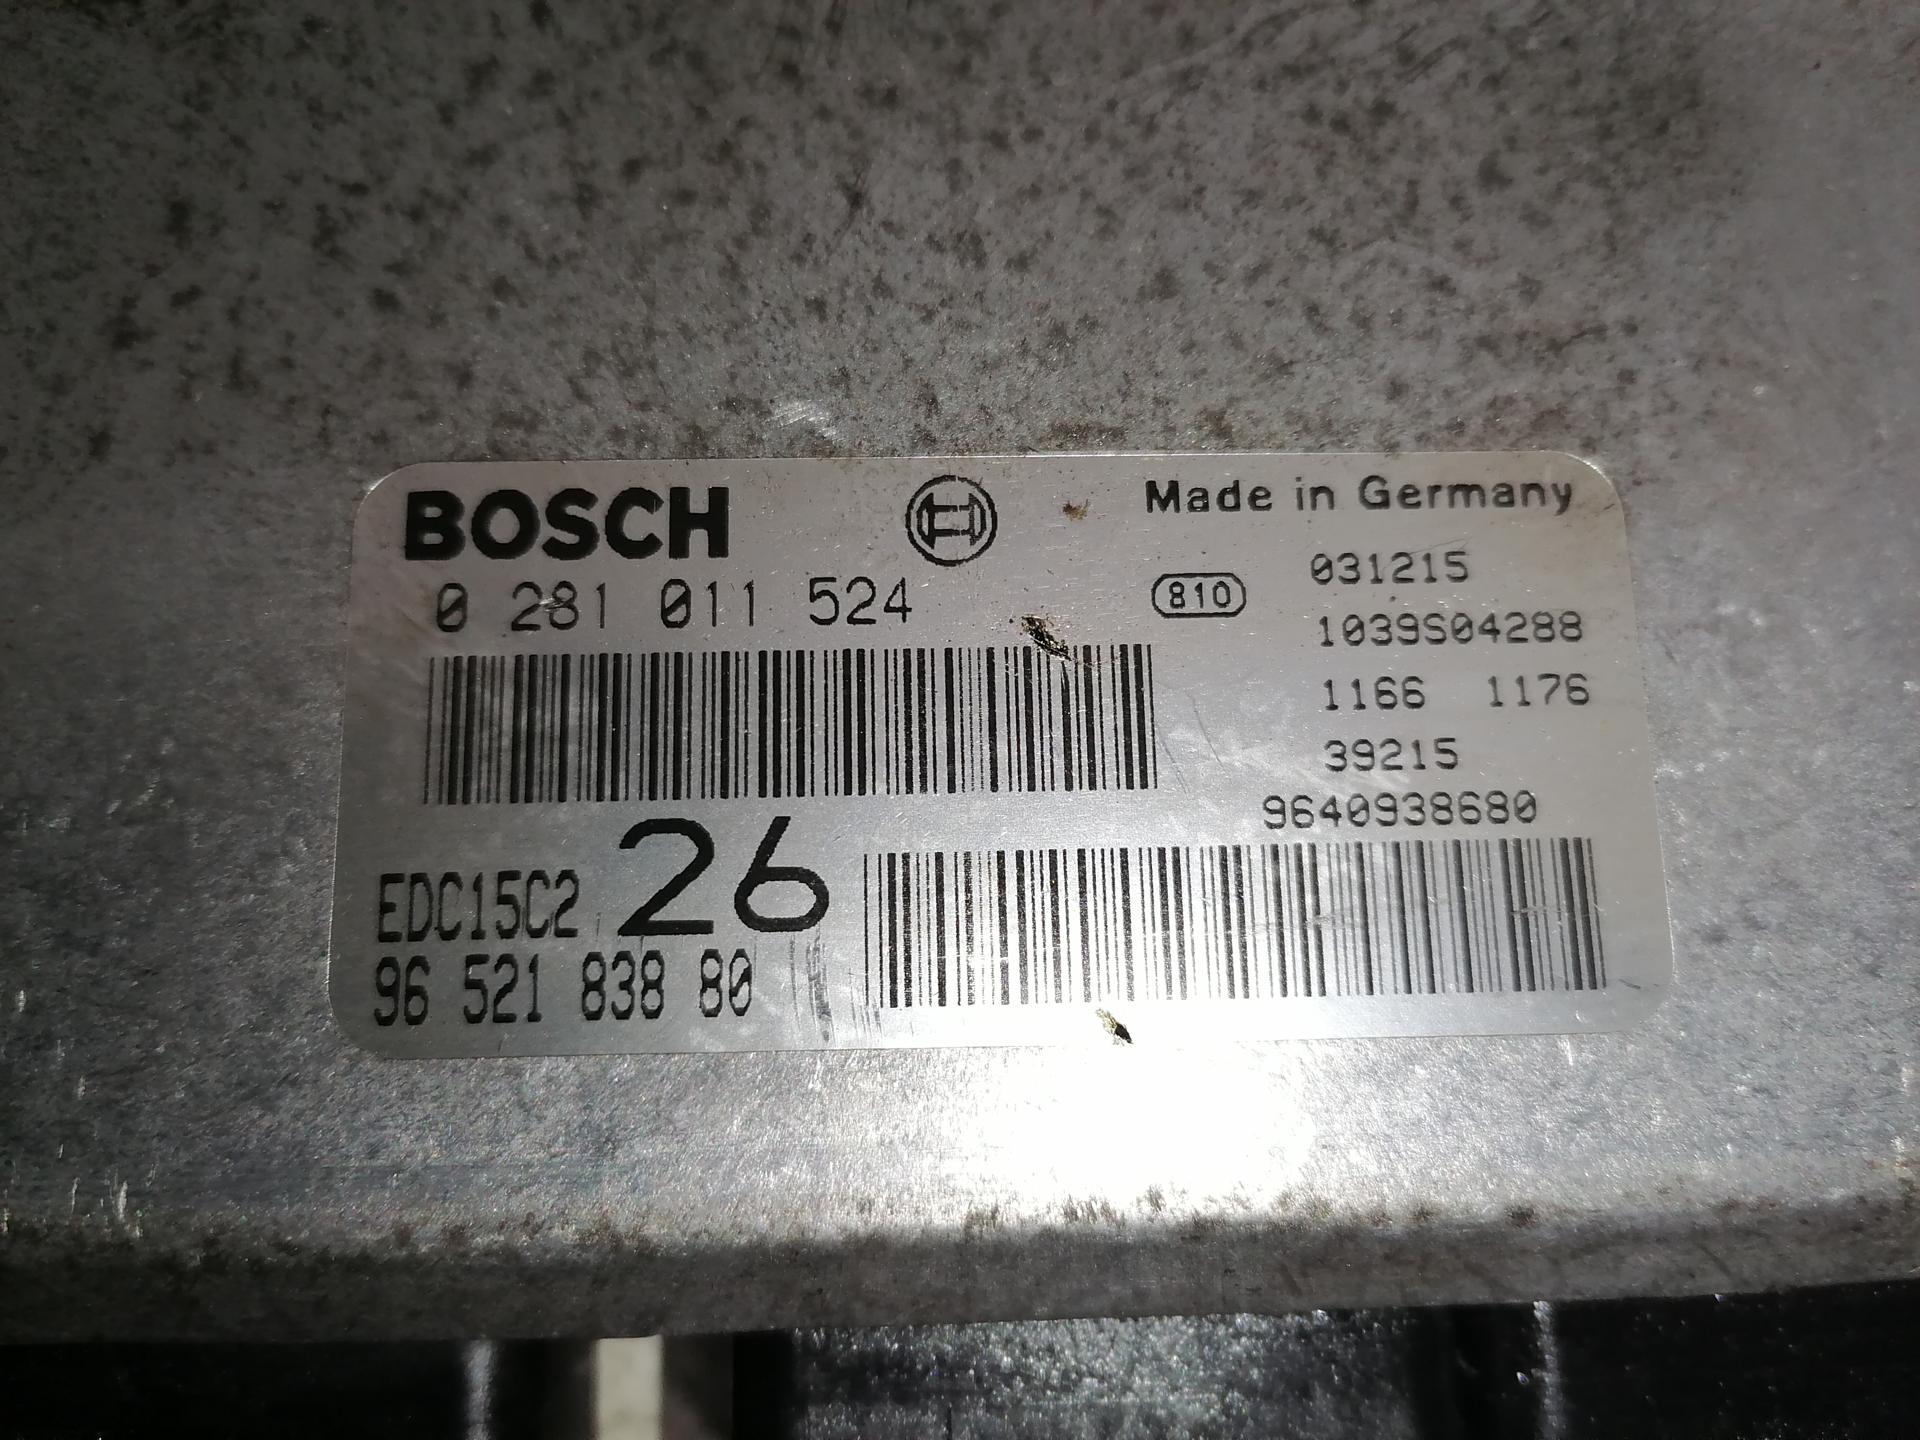 BOSCH
Made in Germany
0 281 011 524
810
031215
1039S04288
1166 1176
39215
9640938680
EDC15C2 26
96 521 838 80